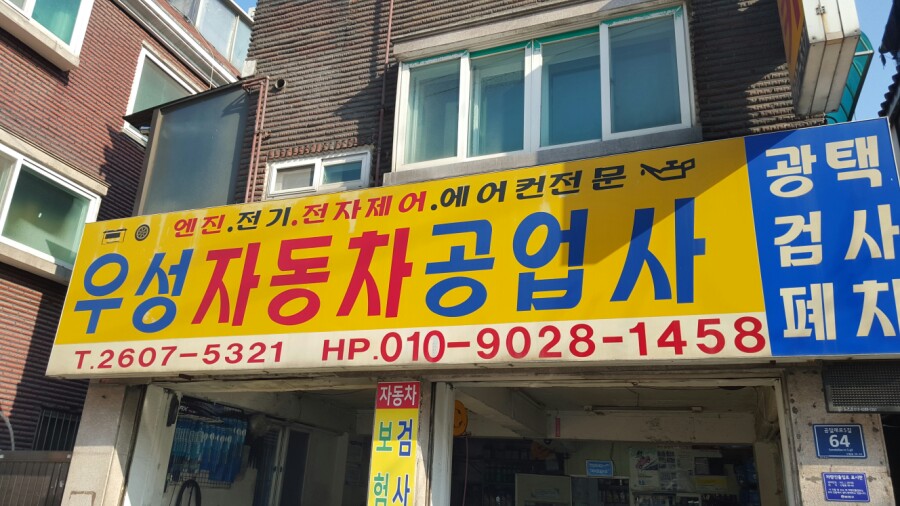 엔진.전기.전자제어.에어컨전문
우성자동차공업사
T.2607-5321 HP.010-9028-1458
광택
검사
폐차
자동차
보험
검사
64